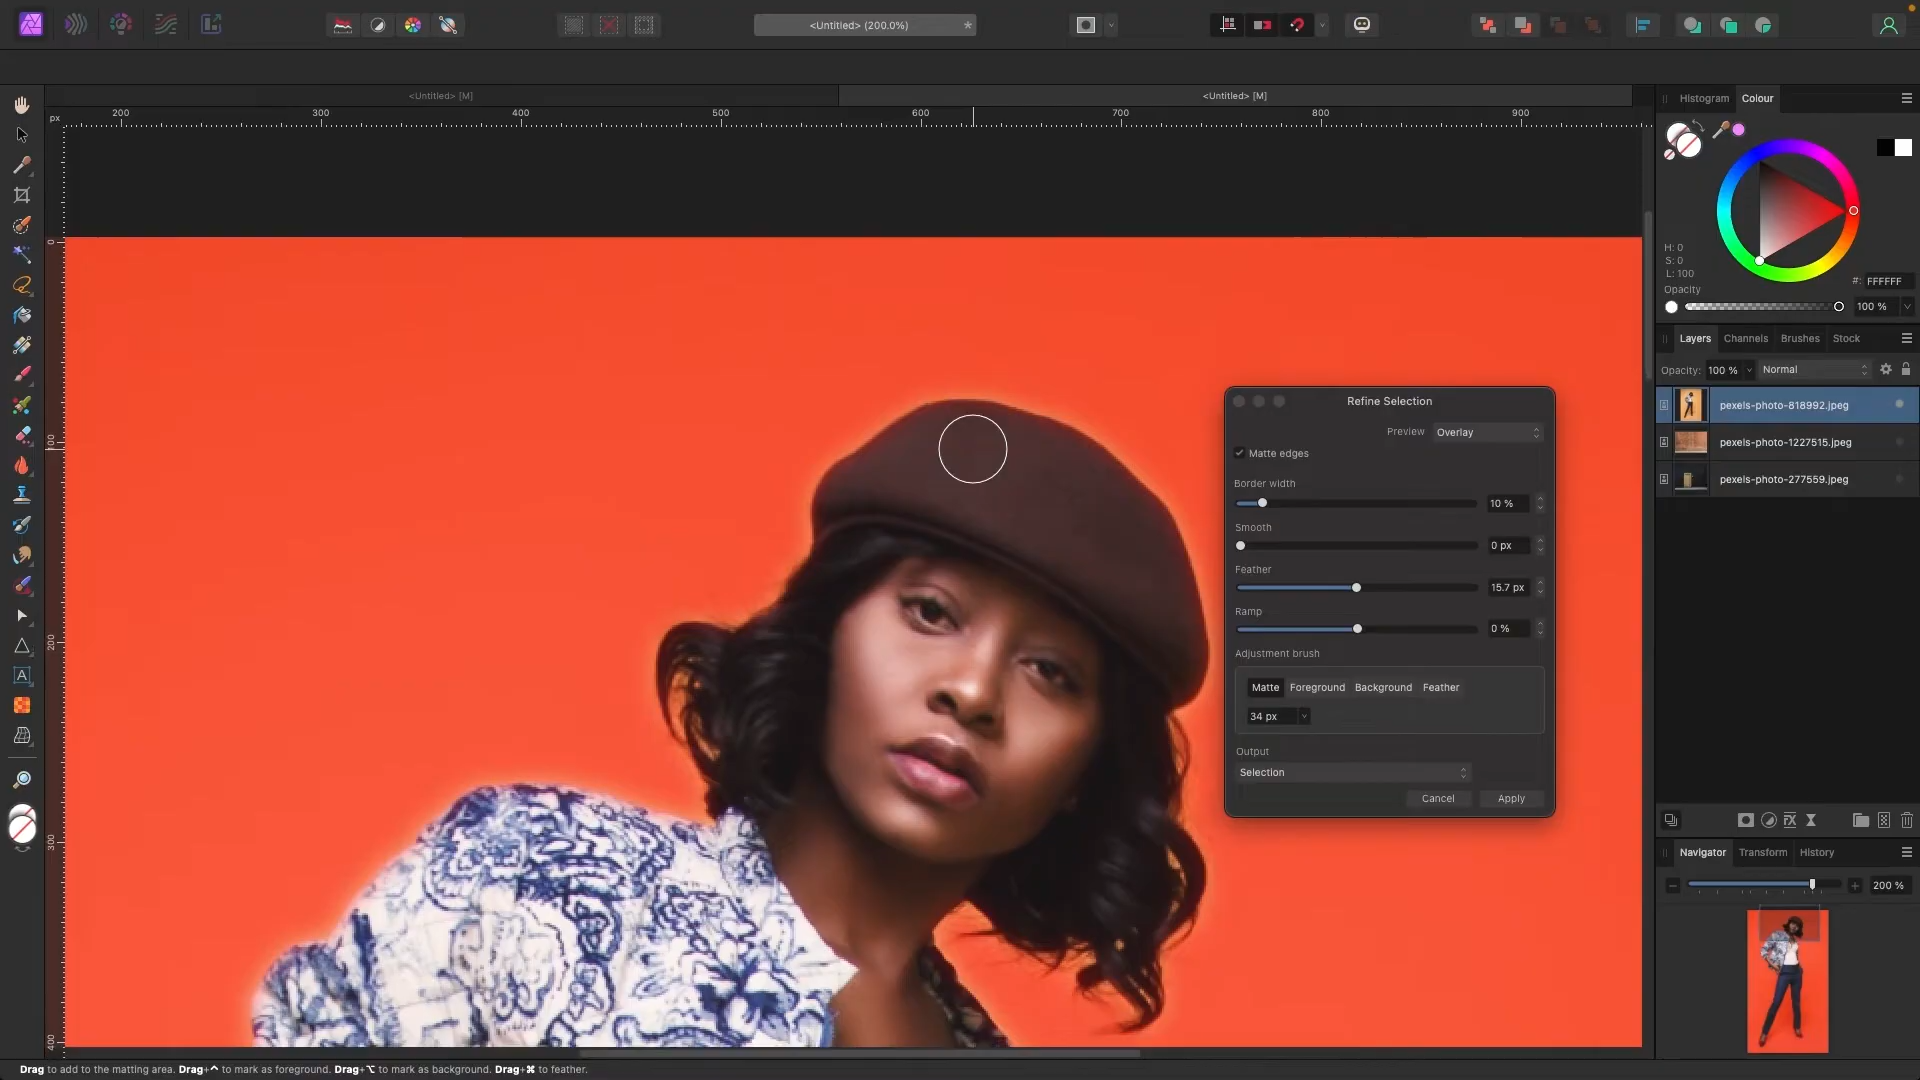 <Untitled> (200.0%)
*
<Untitled> [M]
<Untitled> [M]
px
200
300
400
500
600
700
800
900
0
100
200
300
400
Histogram
Colour
H: 0
S: 0
L: 100
#: FFFFFF
Opacity
100 %
Layers
Channels
Brushes
Stock
Opacity: 100 %
Normal
pexels-photo-818992.jpeg
pexels-photo-1227515.jpeg
pexels-photo-277559.jpeg
Refine Selection
Preview
Overlay
Matte edges
Border width
10 %
Smooth
0 px
Feather
15.7 px
Ramp
0 %
Adjustment brush
Matte
Foreground
Background
Feather
34 px
Output
Selection
Cancel
Apply
Navigator
Transform
History
200 %
A
Drag to add to the matting area. Drag+⌃ to mark as foreground. Drag+⌥ to mark as background. Drag+⌘ to feather.